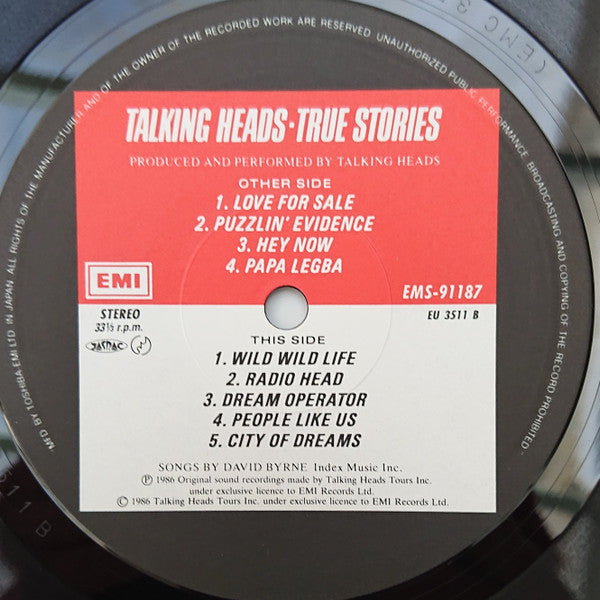 ALL RIGHTS OF THE MANUFACTURER AND OF THE OWNER OF THE RECORDED WORK ARE RESERVED. UNAUTHORIZED PUBLIC PERFORMANCE, BROADCASTING AND COPYING OF THE RECORD PROHIBITED
MF'D BY TOSHIBA-EMI LTD. IN JAPAN.
TALKING HEADS·TRUE STORIES
PRODUCED AND PERFORMED BY TALKING HEADS
OTHER SIDE
1. LOVE FOR SALE
2. PUZZLIN' EVIDENCE
3. HEY NOW
4. PAPA LEGBA
EMI
EMS-91187
STEREO
33⅓ r.p.m.
JASRAC
EU 3511 B
THIS SIDE
1. WILD WILD LIFE
2. RADIO HEAD
3. DREAM OPERATOR
4. PEOPLE LIKE US
5. CITY OF DREAMS
SONGS BY DAVID BYRNE Index Music Inc.
Ⓟ 1986 Original sound recordings made by Talking Heads Tours Inc.
under exclusive licence to EMI Records Ltd.
© 1986 Talking Heads Tours Inc. under exclusive licence to EMI Records Ltd.
511 B
(EMC 3